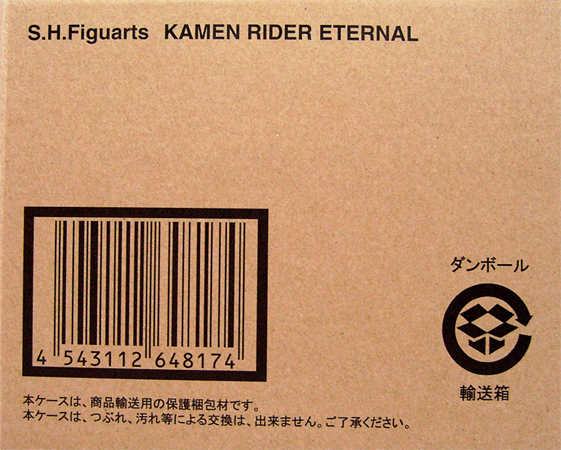 S.H.Figuarts KAMEN RIDER ETERNAL
ダンボール
輸送箱
4 543112 648174
本ケースは、商品輸送用の保護梱包材です。
本ケースは、つぶれ、汚れ等による交換は、出来ません。ご了承ください。